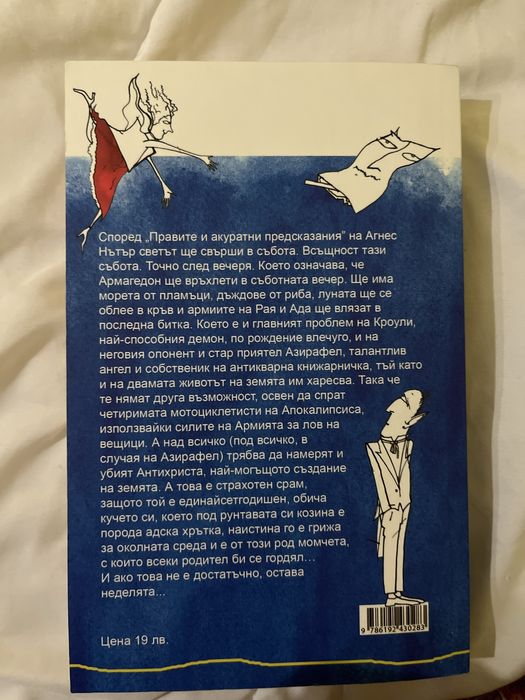 Според „Правите и акуратни предсказания" на Агнес
Нътър светът ще свърши в събота. Всъщност тази
събота. Точно след вечеря. Което означава, че
Армагедон ще връхлети в съботната вечер. Ще има
морета от пламъци, дъждове от риба, луната ще се
облее в кръв и армиите на Рая и Ада ще влязат в
последна битка. Което е и главният проблем на Кроули,
най-способния демон, по рождение влечуго, и на
неговия опонент и стар приятел Азирафел, талантлив
ангел и собственик на антикварна книжарничка, тъй като
и на двамата животът на земята им харесва. Така че
те нямат друга възможност, освен да спрат
четиримата мотоциклетисти на Апокалипсиса,
използвайки силите на Армията за лов на
вещици. А над всичко (под всичко, в
случая на Азирафел) трябва да намерят и
убият Антихриста, най-могъщото създание
на земята. А това е страхотен срам,
защото той е единайсетгодишен, обича
кучето си, което под рунтавата си козина е
порода адска хрътка, наистина го е грижа
за околната среда и е от този род момчета,
с които всеки родител би се гордял...
И ако това не е достатъчно, остава
неделята...
9 786192 430283
Цена 19 лв.